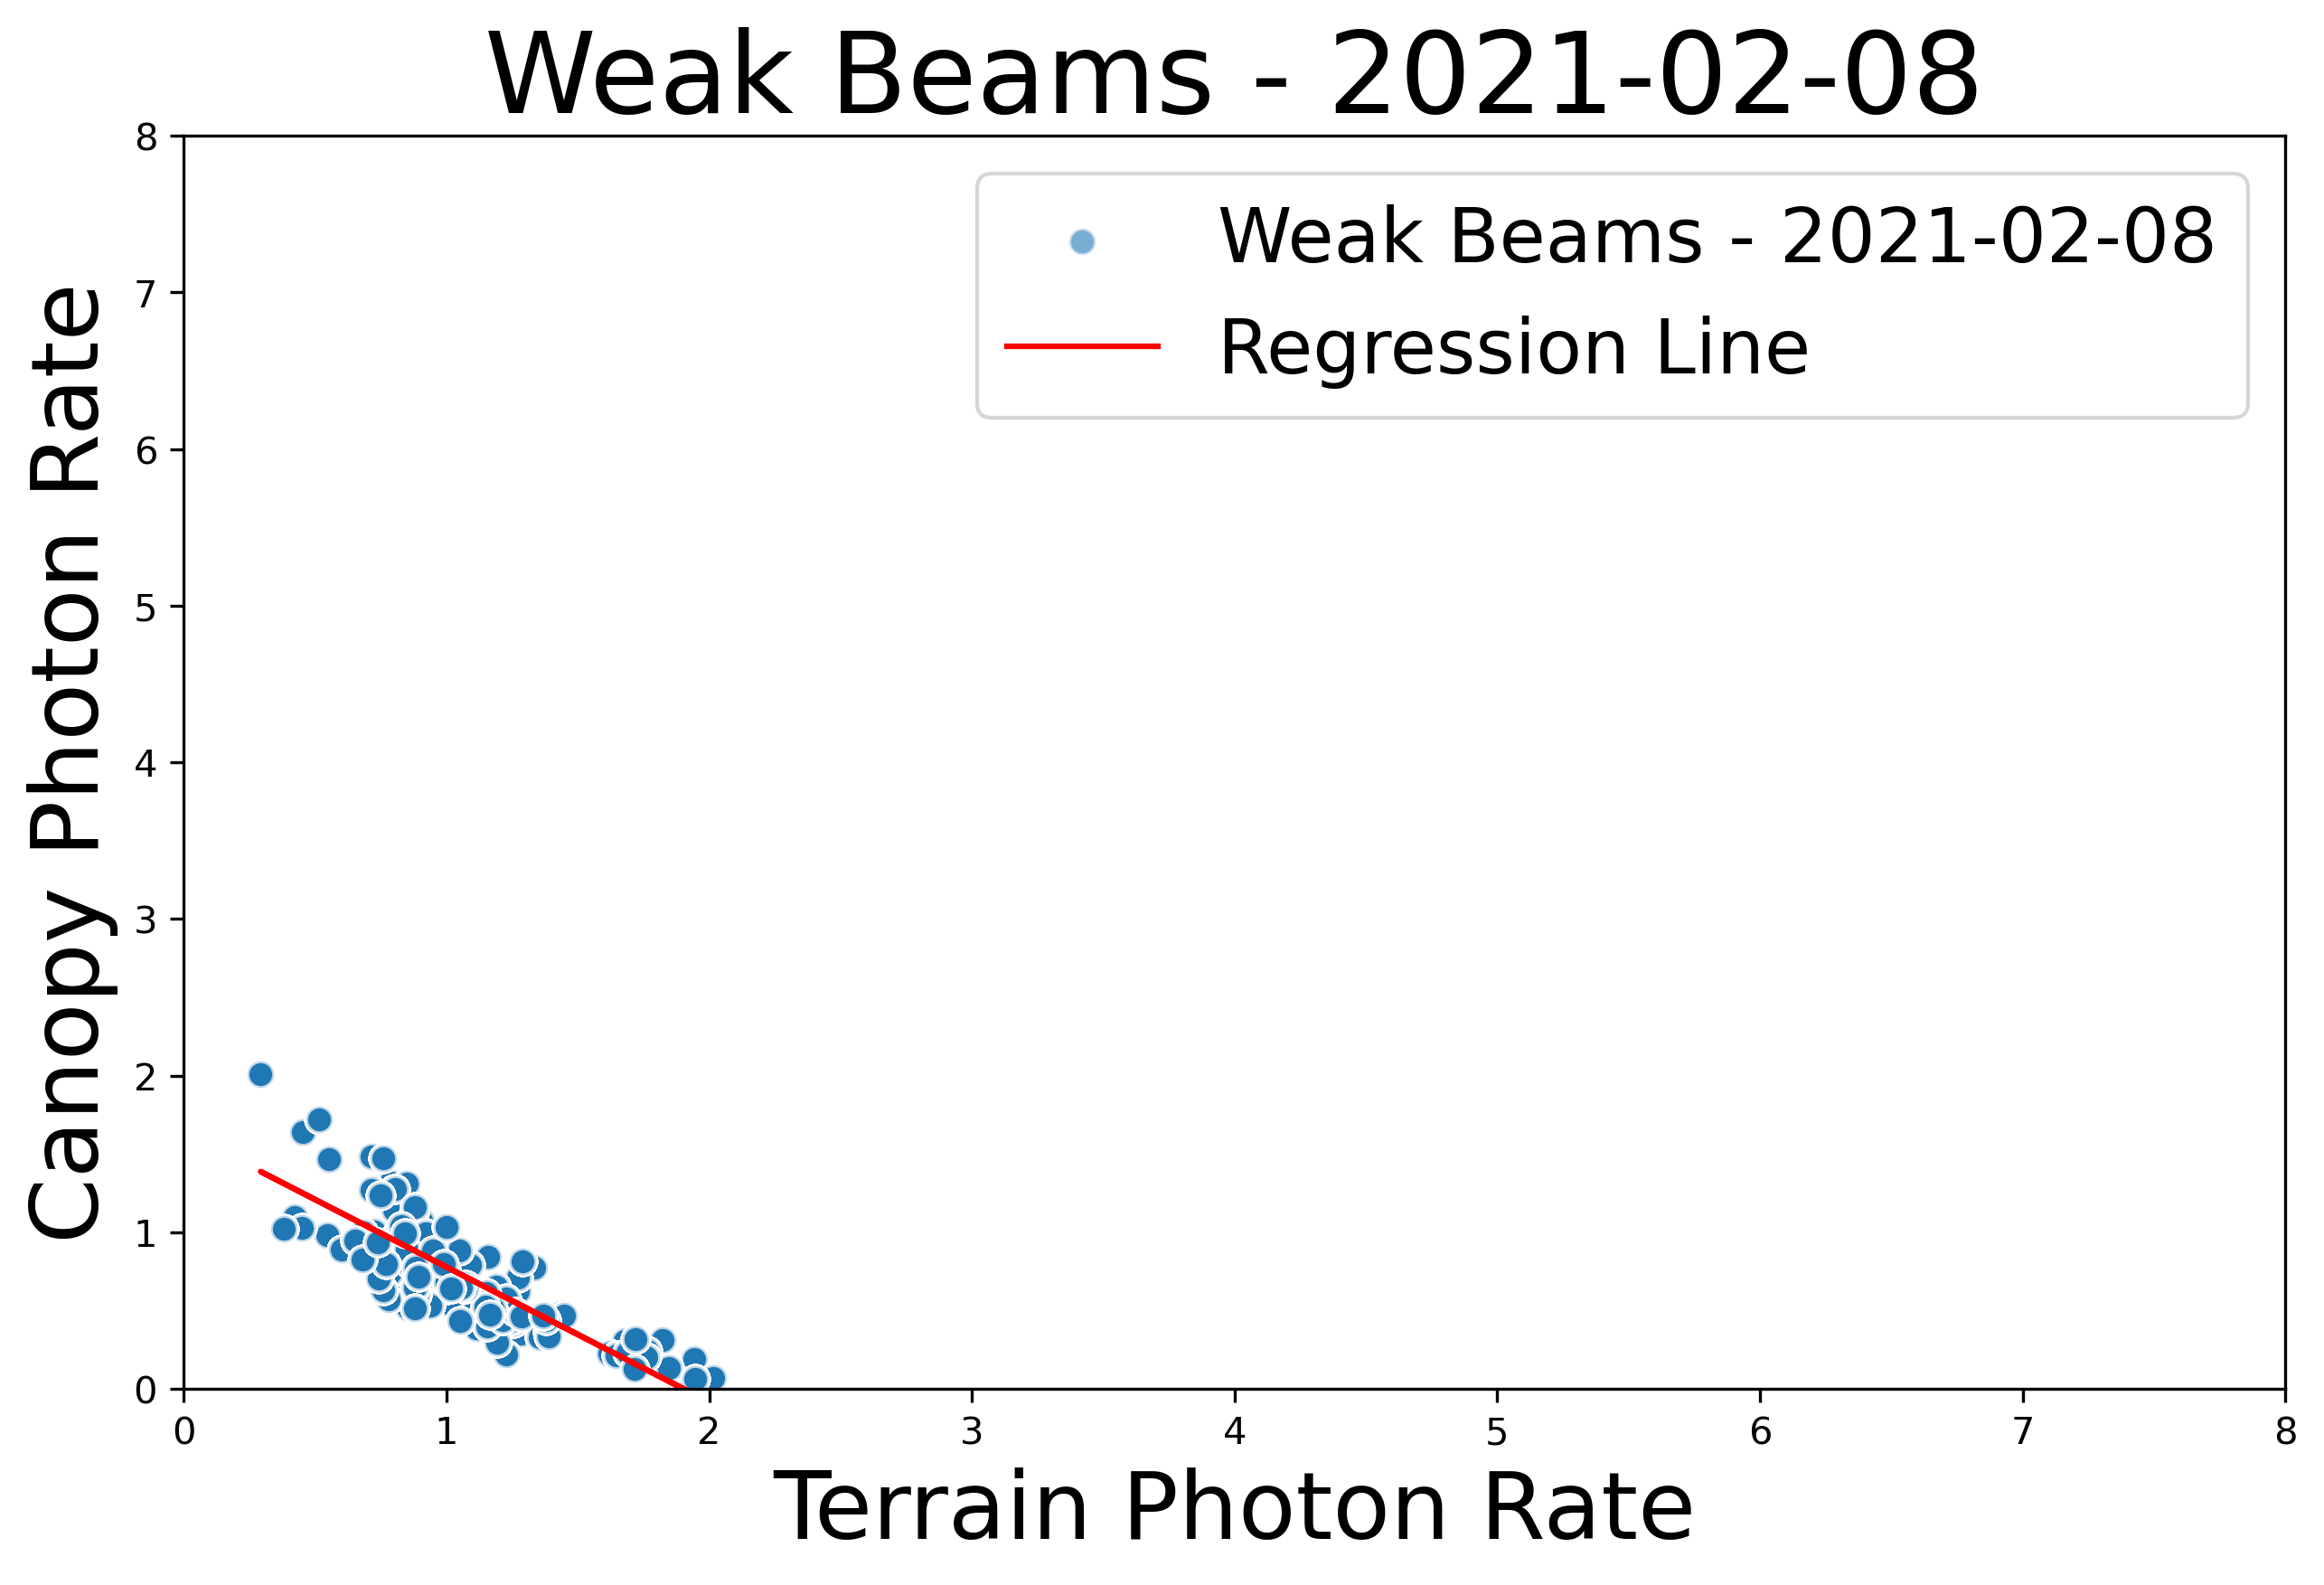 Weak Beams - 2021-02-08
Weak Beams - 2021-02-08
Regression Line
Canopy Photon Rate
8
7
6
5
4
3
2
1
0
0 1 2 3 4 5 6 7 8
Terrain Photon Rate